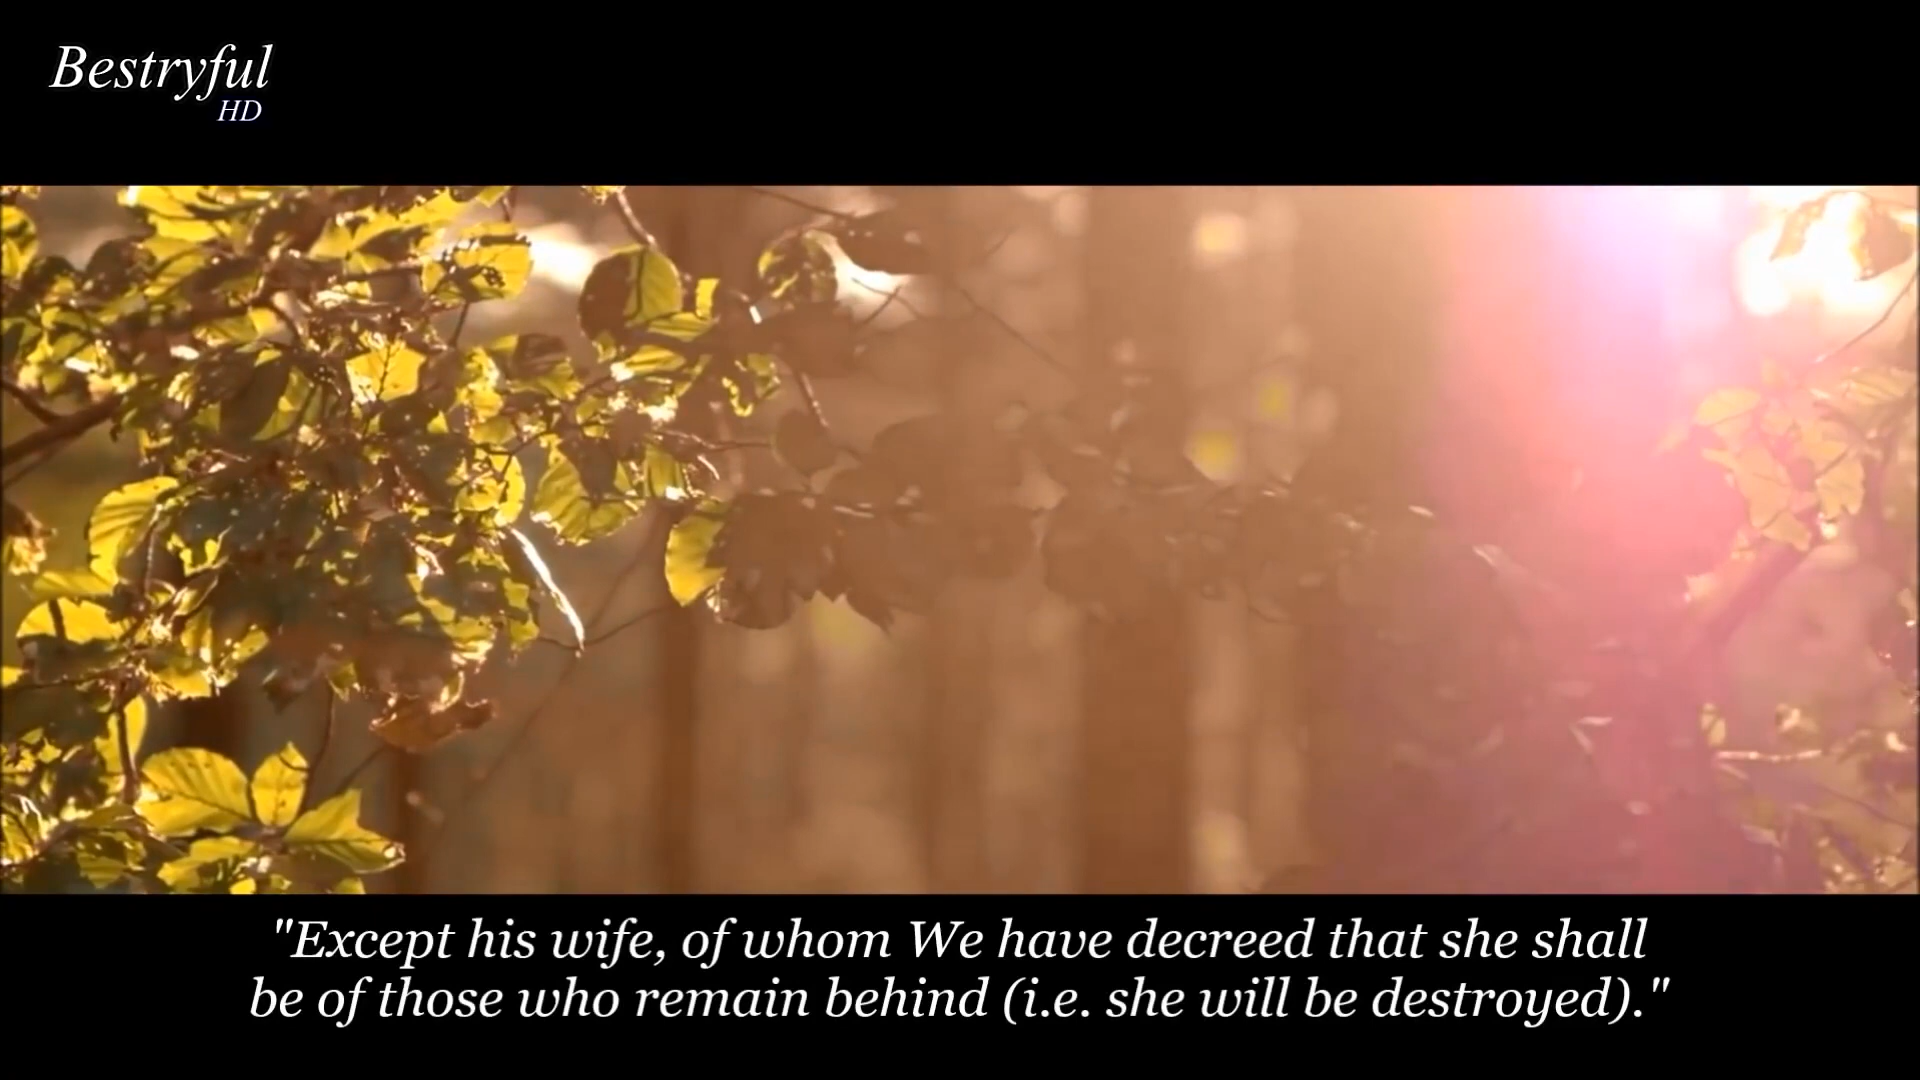 Bestryful
HD
"Except his wife, of whom We have decreed that she shall
be of those who remain behind (i.e. she will be destroyed)."